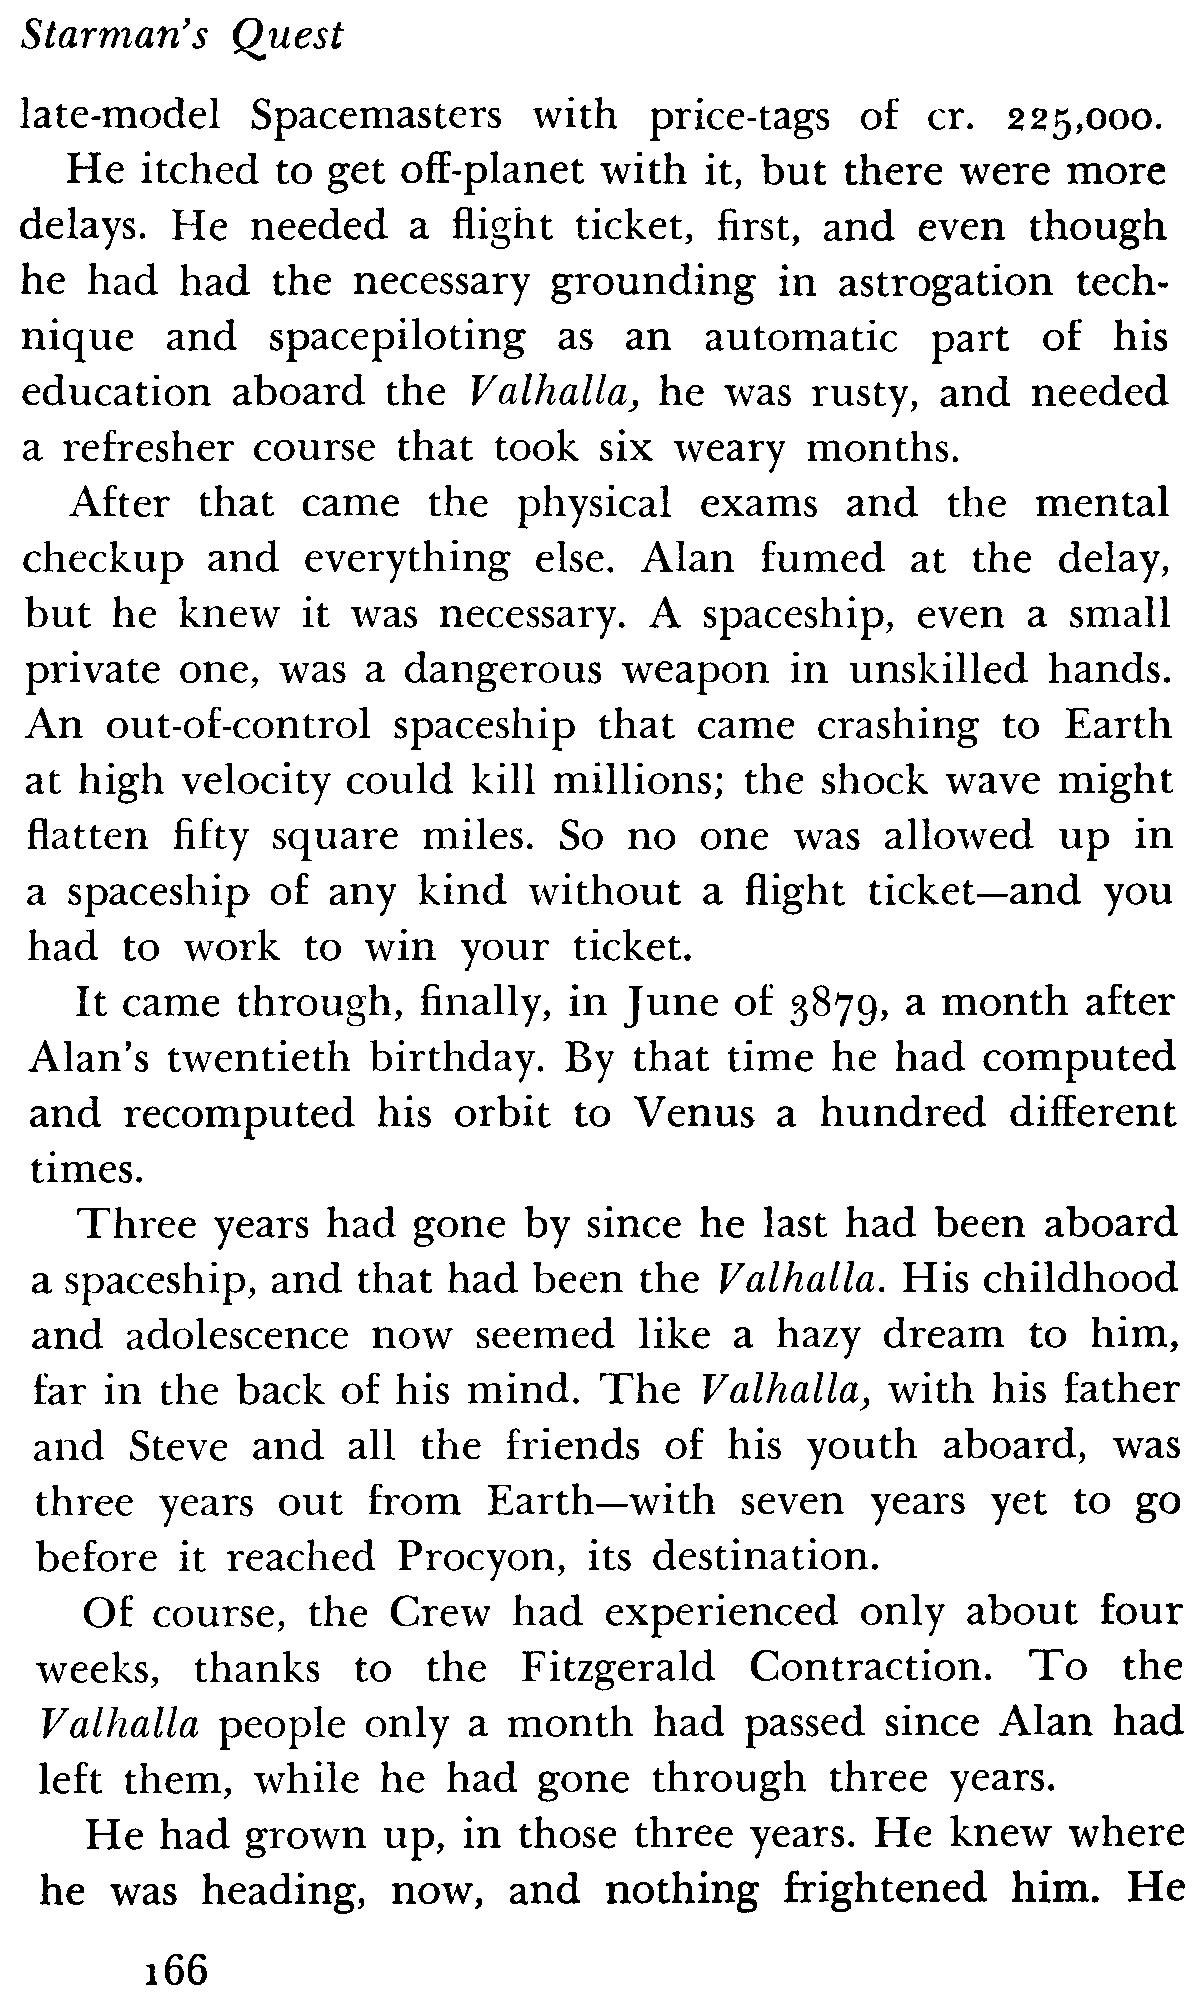 Starman's Quest
late-model Spacemasters with price-tags of cr. 225,000.
He itched to get off-planet with it, but there were more
delays. He needed a flight ticket, first, and even though
he had had the necessary grounding in astrogation tech-
nique and spacepiloting as an automatic part of his
education aboard the Valhalla, he was rusty, and needed
a refresher course that took six weary months.
After that came the physical exams and the mental
checkup and everything else. Alan fumed at the delay,
but he knew it was necessary. A spaceship, even a small
private one, was a dangerous weapon in unskilled hands.
An out-of-control spaceship that came crashing to Earth
at high velocity could kill millions; the shock wave might
flatten fifty square miles. So no one was allowed up in
a spaceship of any kind without a flight ticket—and you
had to work to win your ticket.
It came through, finally, in June of 3879, a month after
Alan's twentieth birthday. By that time he had computed
and recomputed his orbit to Venus a hundred different
times.
Three years had gone by since he last had been aboard
a spaceship, and that had been the Valhalla. His childhood
and adolescence now seemed like a hazy dream to him,
far in the back of his mind. The Valhalla, with his father
and Steve and all the friends of his youth aboard, was
three years out from Earth—with seven years yet to go
before it reached Procyon, its destination.
Of course, the Crew had experienced only about four
weeks, thanks to the Fitzgerald Contraction. To the
Valhalla people only a month had passed since Alan had
left them, while he had gone through three years.
He had grown up, in those three years. He knew where
he was heading, now, and nothing frightened him. He
166